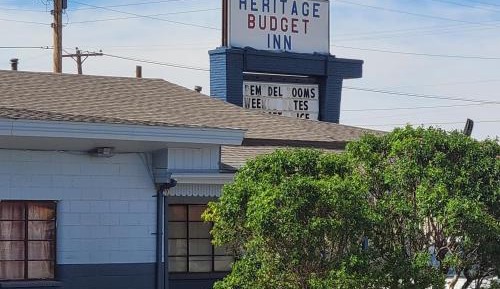 HERITAGE
BUDGET
INN
EM DEL OOMS
WEE TES
ICE